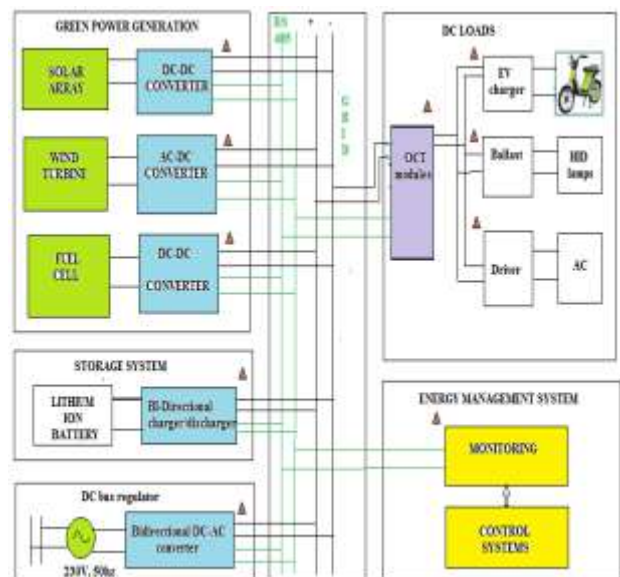 GREEN POWER GENERATION
SOLAR
ARRAY
DC-DC
CONVERTER
WIND
TURBINE
AC-DC
CONVERTER
FUEL
CELL
DC-DC
CONVERTER
STORAGE SYSTEM
LITHIUM
ION
BATTERY
BI-Directional
charger/discharger
DC bus regulator
Bidirectional DC-AC
converter
230V, 50hz
RS
485
+ -
DC LOADS
OCT
modules
EV
charger
Ballast
HID
lamps
Driver
AC
ENERGY MANAGEMENT SYSTEM
MONITORING
CONTROL
SYSTEMS